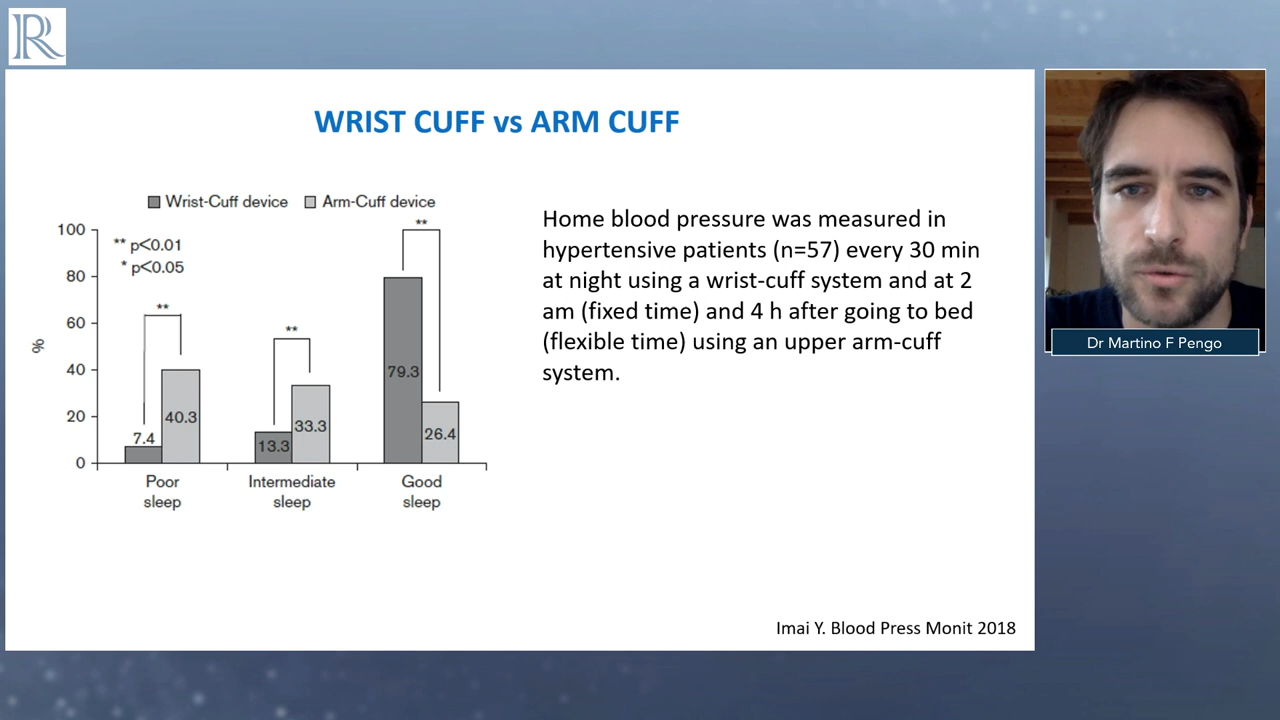 R
WRIST CUFF vs ARM CUFF
Wrist-Cuff device Arm-Cuff device
** p<0.01
* p<0.05
%
100
80
60
40
20
0
**
7.4
40.3
**
13.3
33.3
**
79.3
26.4
Poor
sleep
Intermediate
sleep
Good
sleep
Home blood pressure was measured in
hypertensive patients (n=57) every 30 min
at night using a wrist-cuff system and at 2
am (fixed time) and 4 h after going to bed
(flexible time) using an upper arm-cuff
system.
Imai Y. Blood Press Monit 2018
Dr Martino F Pengo